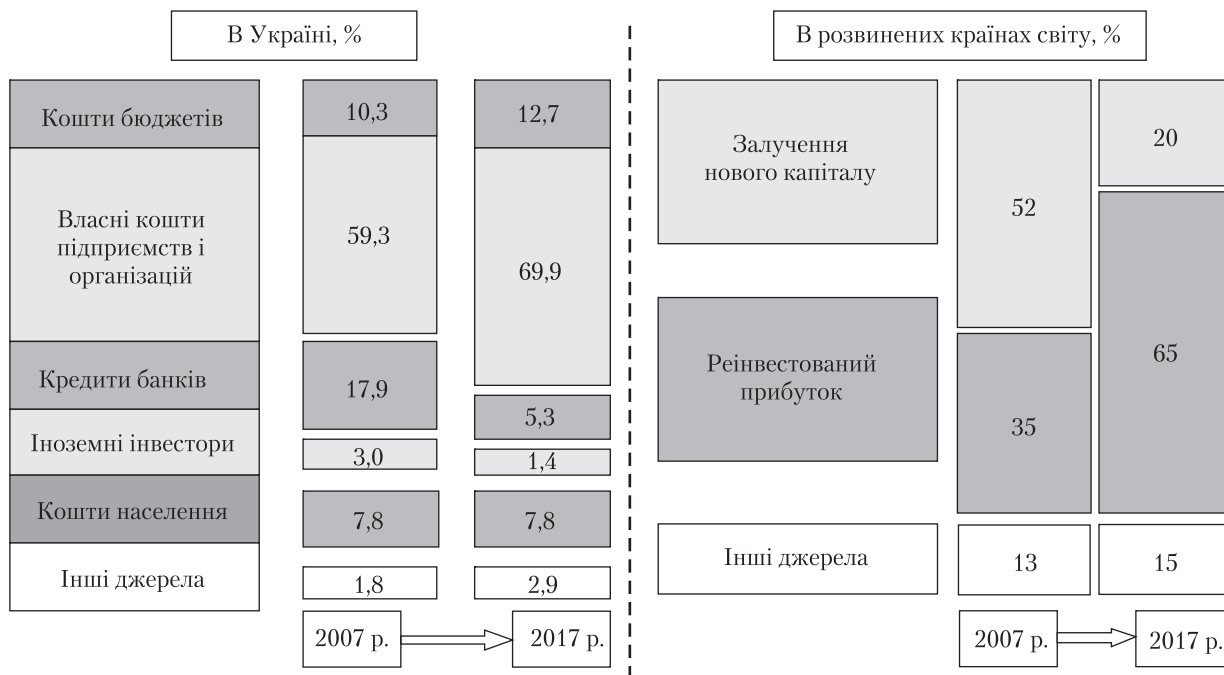 В Україні, %
Кошти бюджетів
10,3
12,7
Власні кошти
підприємств і
організацій
59,3
69,9
Кредити банків
17,9
5,3
Іноземні інвестори
3,0
1,4
Кошти населення
7,8
7,8
Інші джерела
1,8
2,9
2007 р.
2017 р.
В розвинених країнах світу, %
Залучення
нового капіталу
52
20
Реінвестований
прибуток
35
65
Інші джерела
13
15
2007 р.
2017 р.